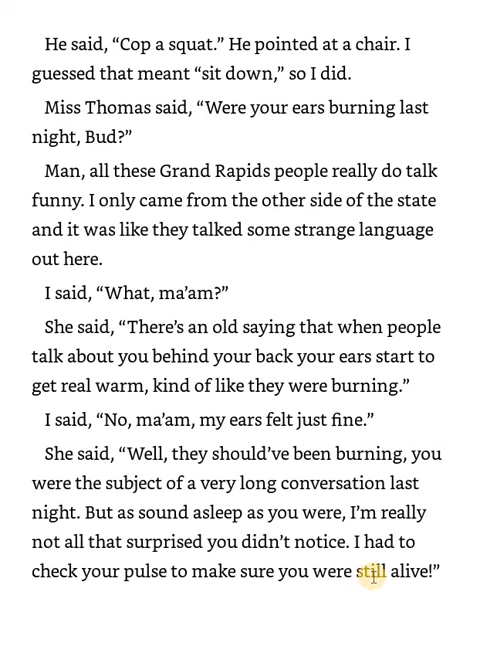 He said, “Cop a squat.” He pointed at a chair. I
guessed that meant “sit down,” so I did.
Miss Thomas said, “Were your ears burning last
night, Bud?”
Man, all these Grand Rapids people really do talk
funny. I only came from the other side of the state
and it was like they talked some strange language
out here.
I said, “What, ma’am?”
She said, “There’s an old saying that when people
talk about you behind your back your ears start to
get real warm, kind of like they were burning.”
I said, “No, ma’am, my ears felt just fine.”
She said, “Well, they should’ve been burning, you
were the subject of a very long conversation last
night. But as sound asleep as you were, I’m really
not all that surprised you didn’t notice. I had to
check your pulse to make sure you were still alive!”